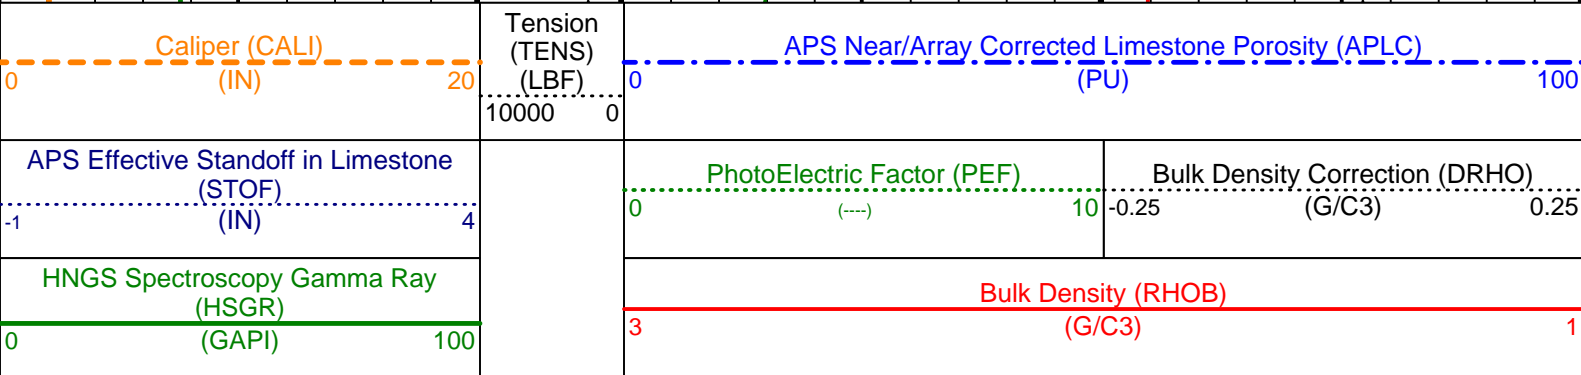 Caliper (CALI)
0 (IN) 20
Tension
(TENS)
(LBF)
10000 0
APS Near/Array Corrected Limestone Porosity (APLC)
0 (PU) 100
APS Effective Standoff in Limestone
(STOF)
-1 (IN) 4
PhotoElectric Factor (PEF)
0 (----) 10
Bulk Density Correction (DRHO)
-0.25 (G/C3) 0.25
HNGS Spectroscopy Gamma Ray
(HSGR)
0 (GAPI) 100
Bulk Density (RHOB)
3 (G/C3) 1